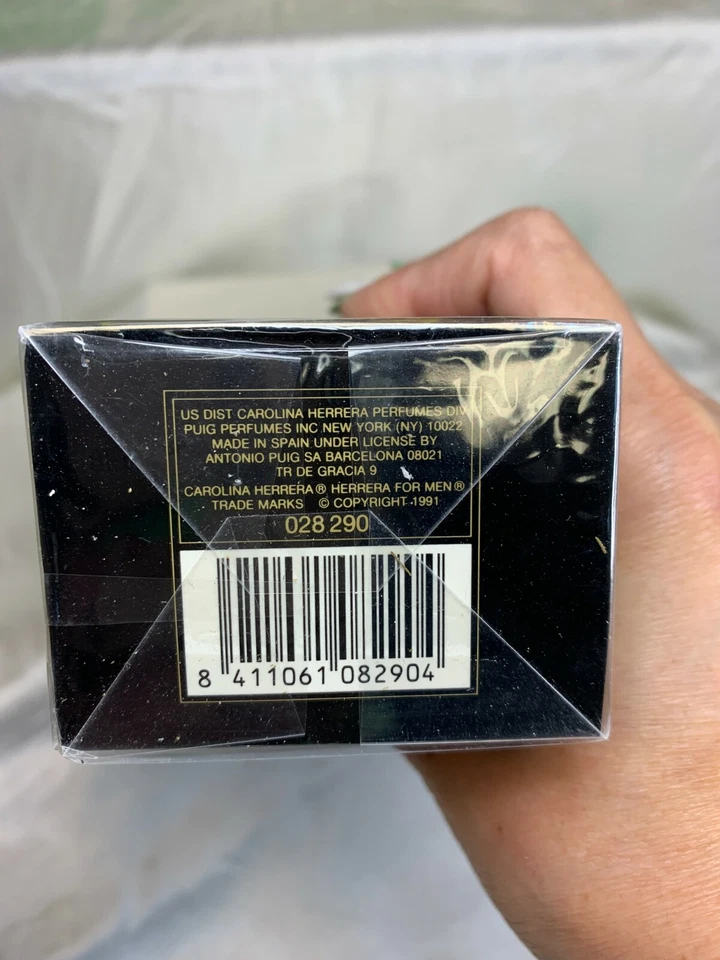 US DIST CAROLINA HERRERA PERFUMES DIV
PUIG PERFUMES INC NEW YORK (NY) 10022
MADE IN SPAIN UNDER LICENSE BY
ANTONIO PUIG SA BARCELONA 08021
TR DE GRACIA 9
CAROLINA HERRERA® HERRERA FOR MEN®
TRADE MARKS © COPYRIGHT 1991
028 290
8 411061 082904